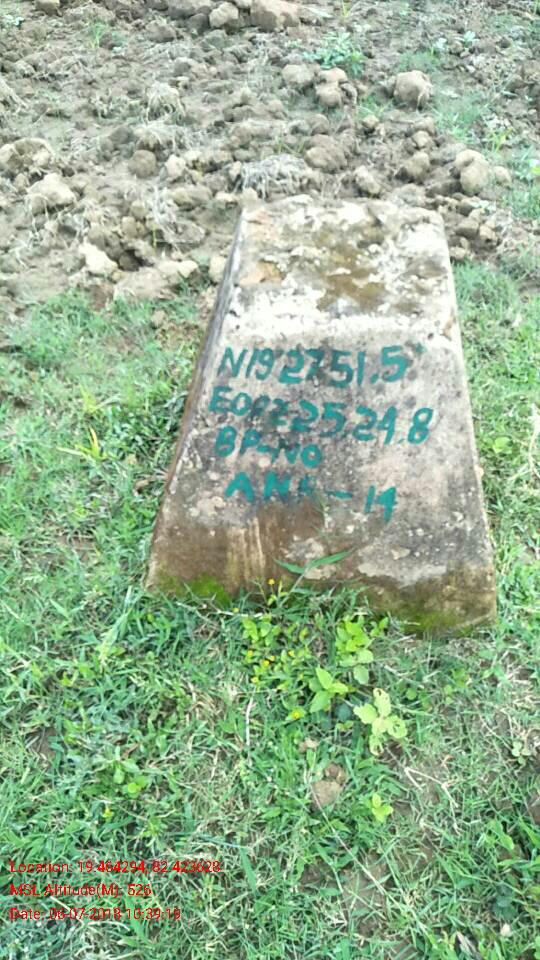 N19°27'51.5"
E082°25'24.8
BP-NO
ANK-14
Location: 19.464294, 82.423628
MSL Altitude(M): 526
Date: 06-07-2018 10:39:19